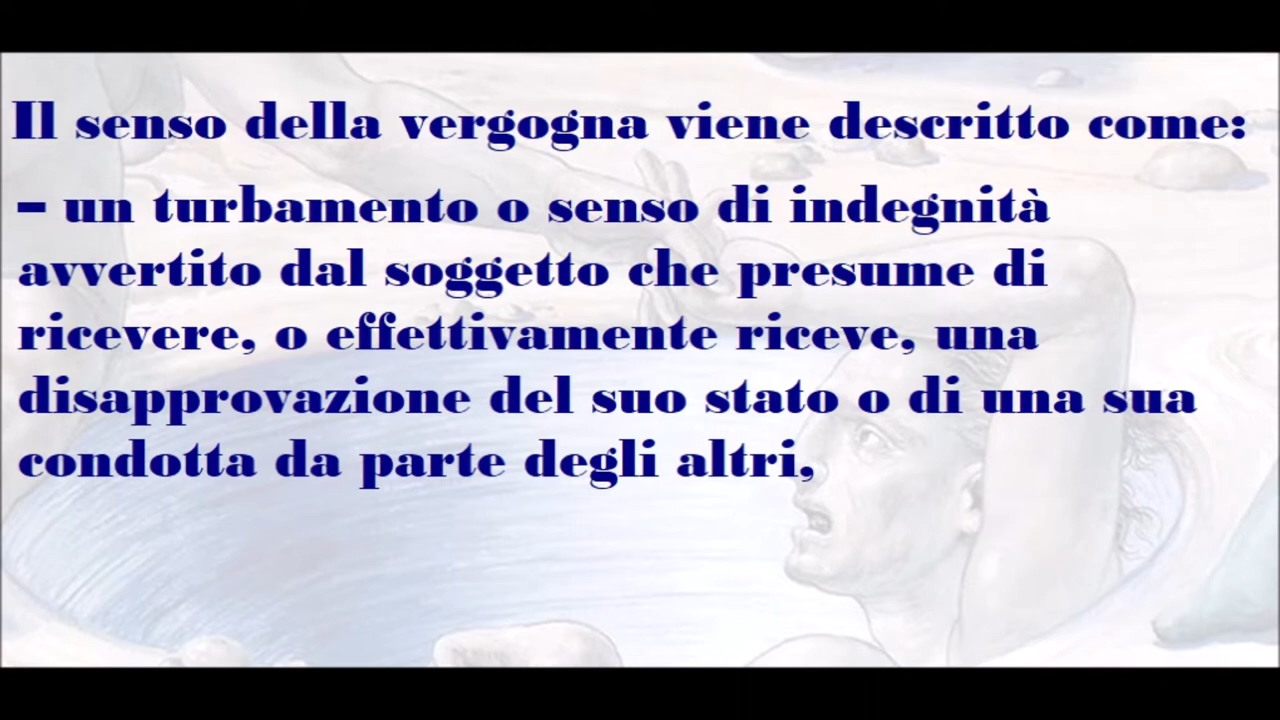 Il senso della vergogna viene descritto come:
– un turbamento o senso di indegnità
avvertito dal soggetto che presume di
ricevere, o effettivamente riceve, una
disapprovazione del suo stato o di una sua
condotta da parte degli altri,